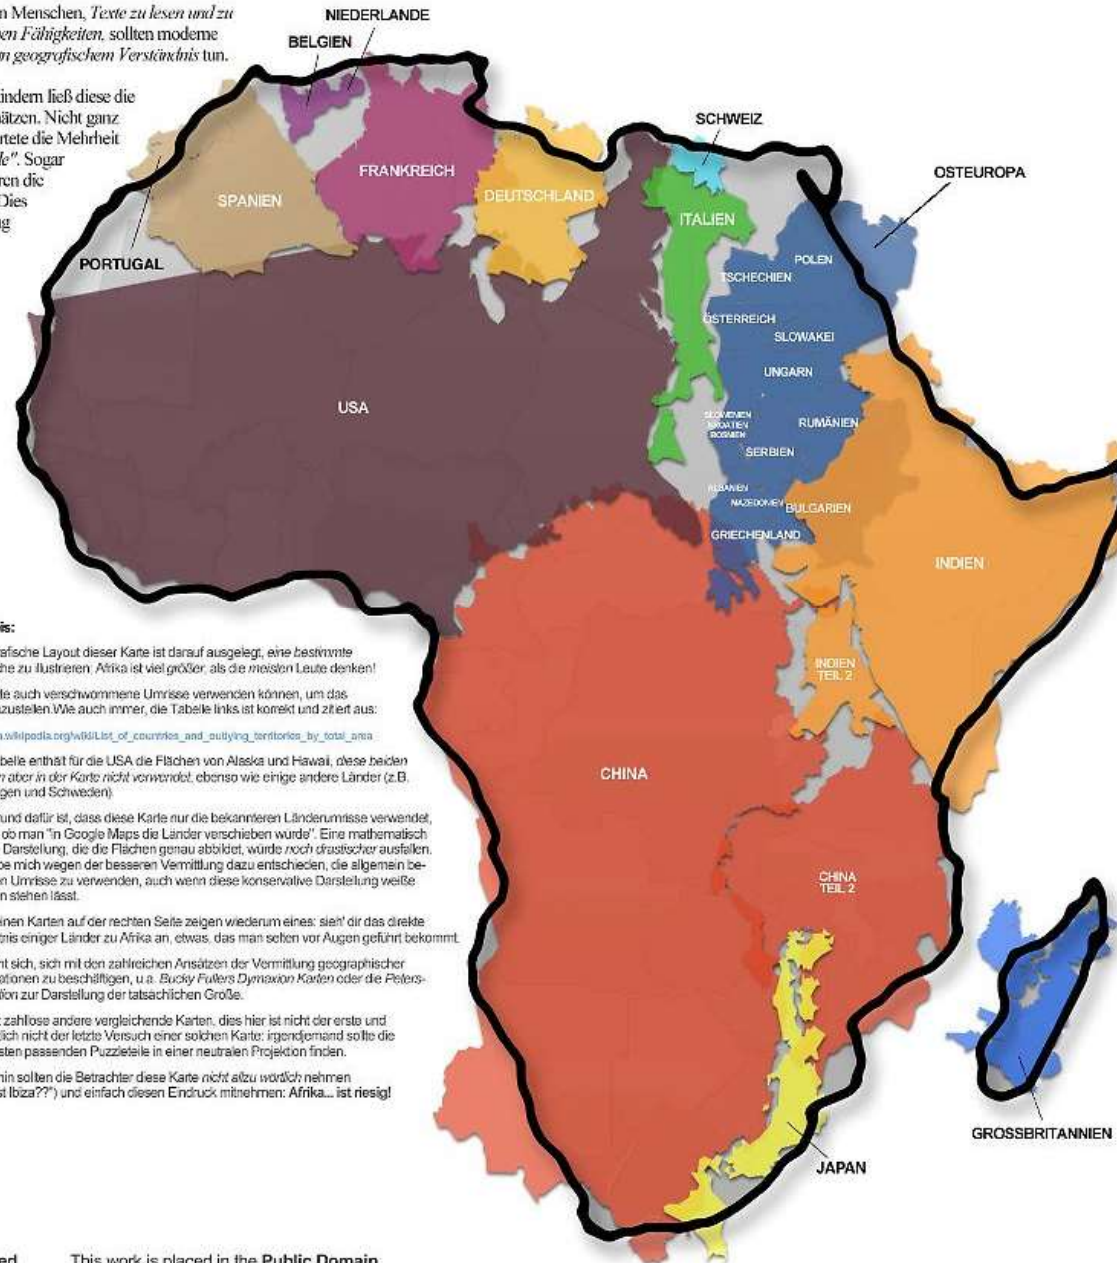 n Menschen, Texte zu lesen und zu
en Fähigkeiten, sollten moderne
n geografischem Verständnis tun.
ändern ließ diese die
ätzen. Nicht ganz
rtete die Mehrheit
le". Sogar
ren die
Dies
ug
NIEDERLANDE
BELGIEN
SCHWEIZ
OSTEUROPA
FRANKREICH
DEUTSCHLAND
SPANIEN
ITALIEN
PORTUGAL
POLEN
TSCHECHIEN
ÖSTERREICH
SLOWAKEI
UNGARN
USA
SLOWENIEN
KROATIEN
BOSNIEN
RUMÄNIEN
SERBIEN
ALBANIEN
MAZEDONIEN
BULGARIEN
GRIECHENLAND
INDIEN
INDIEN
TEIL 2
CHINA
CHINA
TEIL 2
JAPAN
GROSSBRITANNIEN
is:
afische Layout dieser Karte ist darauf ausgelegt, eine bestimmte
he zu illustrieren: Afrika ist viel größer, als die meisten Leute denken!
te auch verschwommene Umrisse verwenden können, um das
zustellen.Wie auch immer, die Tabelle links ist korrekt und zitiert aus:
a.wikipedia.org/wiki/List_of_countries_and_outlying_territories_by_total_area
belle enthält für die USA die Flächen von Alaska und Hawaii, diese beiden
n aber in der Karte nicht verwendet, ebenso wie einige andere Länder (z.B.
gen und Schweden)
und dafür ist, dass diese Karte nur die bekannteren Länderumrisse verwendet,
ob man "in Google Maps die Länder verschieben würde". Eine mathematisch
Darstellung, die die Flächen genau abbildet, würde noch drastischer ausfallen.
be mich wegen der besseren Vermittlung dazu entschieden, die allgemein be-
n Umrisse zu verwenden, auch wenn diese konservative Darstellung weiße
n stehen lässt.
inen Karten auf der rechten Seite zeigen wiederum eines: sieh' dir das direkte
tnis einiger Länder zu Afrika an, etwas, das man selten vor Augen geführt bekommt.
nt sich, sich mit den zahlreichen Ansätzen der Vermittlung geographischer
ationen zu beschäftigen, u.a. Bucky Fullers Dymaxion Karten oder die Peters-
tion zur Darstellung der tatsächlichen Größe.
t zahllose andere vergleichende Karten, dies hier ist nicht der erste und
tlich nicht der letzte Versuch einer solchen Karte: irgendjemand sollte die
sten passenden Puzzleteile in einer neutralen Projektion finden.
hin sollten die Betrachter diese Karte nicht allzu wörtlich nehmen
st Ibiza??") und einfach diesen Eindruck mitnehmen: Afrika... ist riesig!
ed This work is placed in the Public Domain